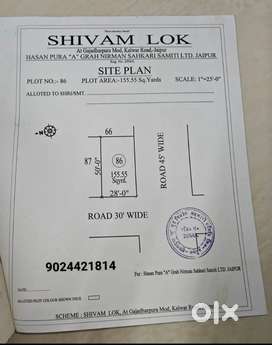 SHIVAM LOK
At Gajadharpura Mod, Kalwar Road, Jaipur
HASAN PURA "A" GRAH NIRMAN SAHKARI SAMITI LTD. JAIPUR
SITE PLAN
PLOT NO:- 86 PLOT AREA:-155.55 Sq.Yards SCALE: 1"=25'-0"
ALLOTED TO SHRI/SMT.
66
87
50'-0"
86
155.55
Sqyrd.
28'-0"
ROAD 45' WIDE
ROAD 30' WIDE
9024421814
For : Hasan Pura "A" Grah Nirman Sahkari Samiti LTD. JAIPUR
SCHEME : SHIVAM LOK, At Gajadharpura Mod, Kalwar
OLX